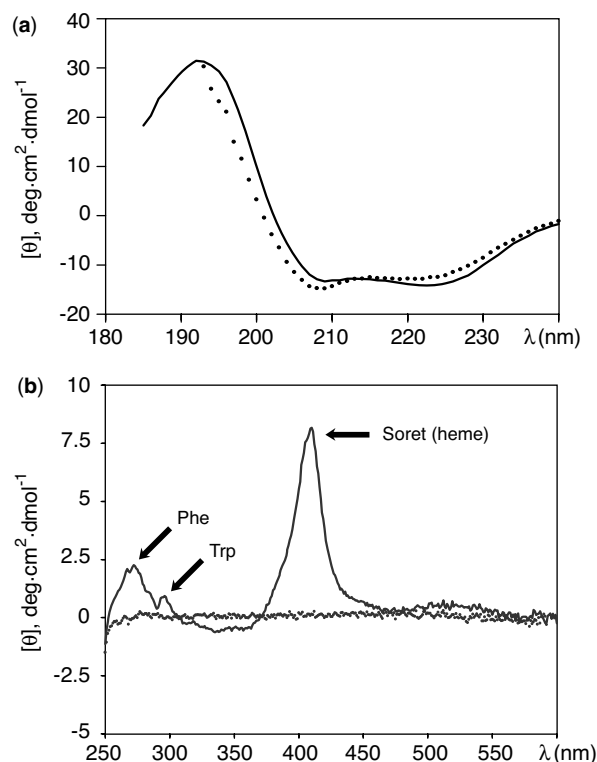 (a)
40
30
20
10
0
-10
-20
[θ], deg·cm²·dmol⁻¹
180 190 200 210 220 230 λ(nm)
(b)
10
7.5
5
2.5
0
-2.5
-5
[θ], deg·cm²·dmol⁻¹
Soret (heme)
Phe
Trp
250 300 350 400 450 500 550 λ(nm)